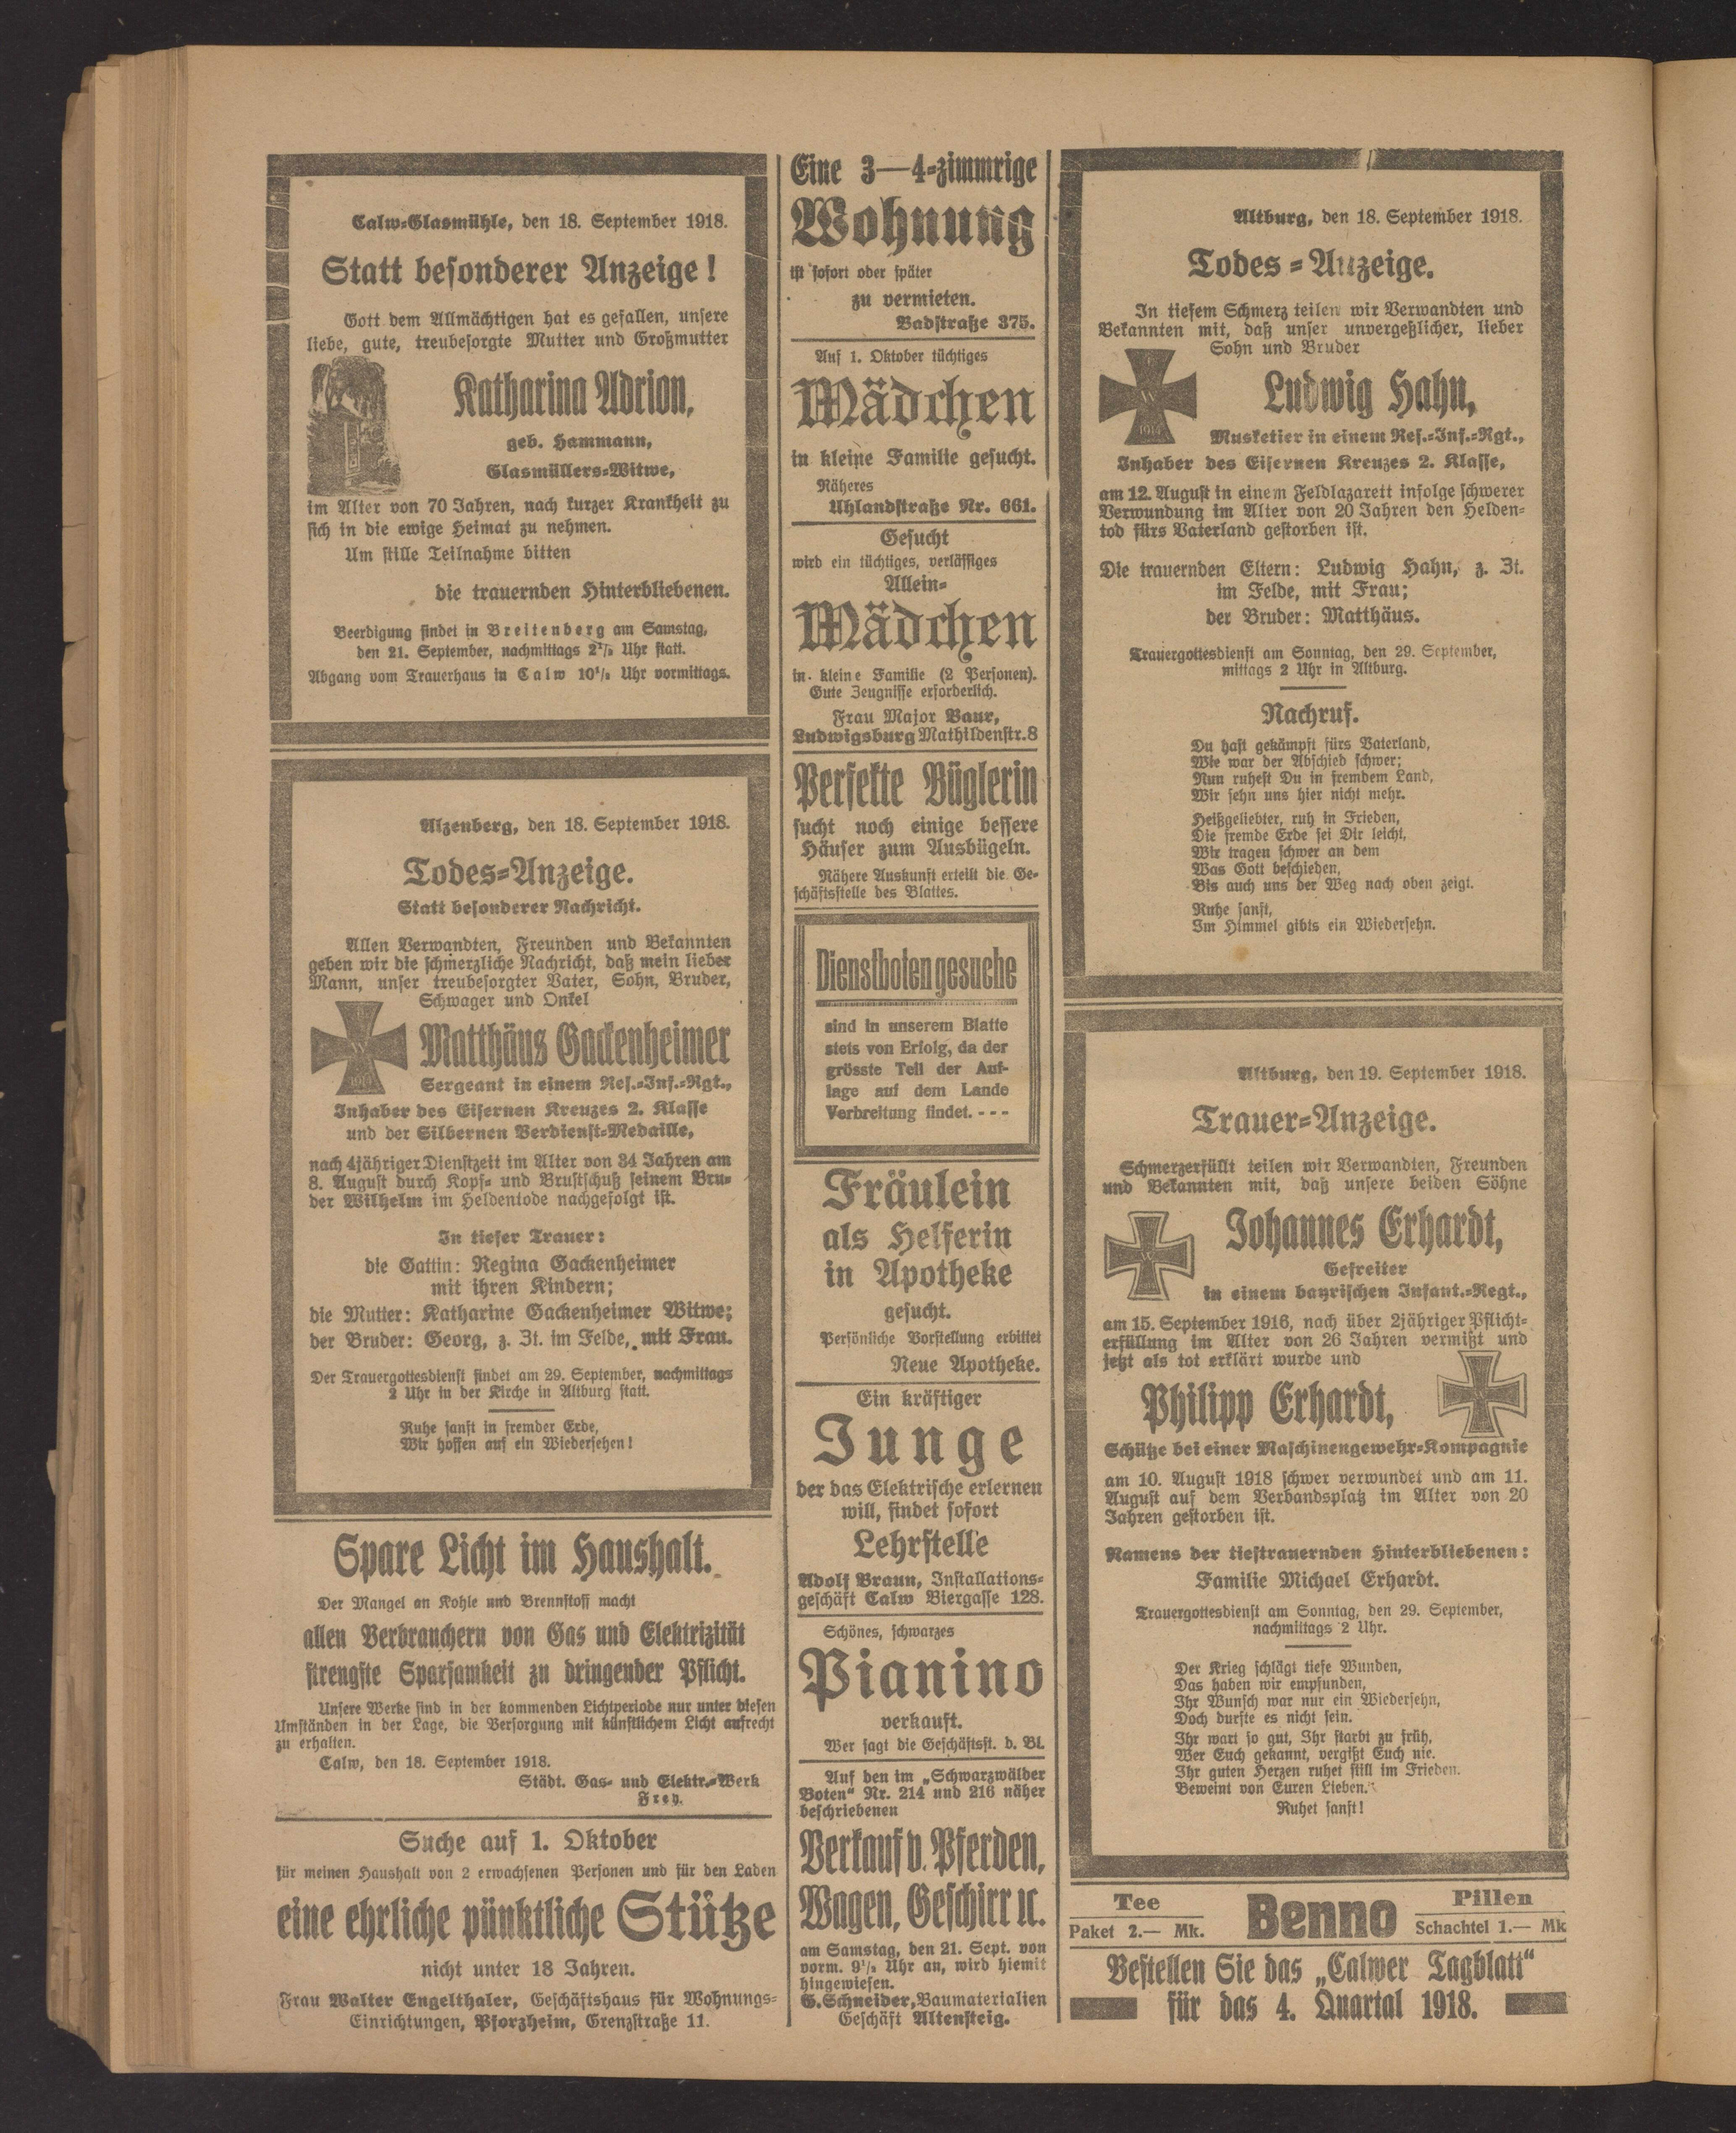 Calw-Glasmühle, den 18. September 1918.
Statt besonderer Anzeige!
Gott dem Allmächtigen hat es gefallen, unsere
liebe, gute, treubesorgte Mutter und Großmutter
Katharina Adrion,
geb. Hammann,
Glasmüllers-Witwe,
im Alter von 70 Jahren, nach kurzer Krankheit zu
sich in die ewige Heimat zu nehmen.
Um stille Teilnahme bitten
die trauernden Hinterbliebenen.
Beerdigung findet in Breitenberg am Samstag,
den 21. September, nachmittags 2½ Uhr statt.
Abgang vom Trauerhaus in Calw 10½ Uhr vormittags.
Alzenberg, den 18. September 1918.
Todes-Anzeige.
Statt besonderer Nachricht.
Allen Verwandten, Freunden und Bekannten
geben wir die schmerzliche Nachricht, daß mein lieber
Mann, unser treubesorgter Vater, Sohn, Bruder,
Schwager und Onkel
Matthäus Gackenheimer
Sergeant in einem Res.-Inf.-Rgt.,
Inhaber des Eisernen Kreuzes 2. Klasse
und der Silbernen Verdienst-Medaille,
nach 4jähriger Dienstzeit im Alter von 34 Jahren am
8. August durch Kopf- und Brustschuß seinem Bru-
der Wilhelm im Heldentode nachgefolgt ist.
In tiefer Trauer:
die Gattin: Regina Gackenheimer
mit ihren Kindern;
die Mutter: Katharine Gackenheimer Witwe;
der Bruder: Georg, z. Zt. im Felde, mit Frau.
Der Trauergottesdienst findet am 29. September, nachmittags
2 Uhr in der Kirche in Altburg statt.
Ruhe sanft in fremder Erde,
Wir hoffen auf ein Wiedersehen!
Spare Licht im Haushalt.
Der Mangel an Kohle und Brennstoff macht
allen Verbrauchern von Gas und Elektrizität
strengste Sparsamkeit zu dringender Pflicht.
Unsere Werke sind in der kommenden Lichtperiode nur unter diesen
Umständen in der Lage, die Versorgung mit künstlichem Licht aufrecht
zu erhalten.
Calw, den 18. September 1918.
Städt. Gas- und Elektr.-Werk
Frey.
Suche auf 1. Oktober
für meinen Haushalt von 2 erwachsenen Personen und für den Laden
eine ehrliche pünktliche Stütze
nicht unter 18 Jahren.
Frau Walter Engelthaler, Geschäftshaus für Wohnungs-
Einrichtungen, Pforzheim, Grenzstraße 11.
Eine 3—4-zimmrige
Wohnung
ist sofort oder später
zu vermieten.
Badstraße 375.
Auf 1. Oktober tüchtiges
Mädchen
in kleine Familie gesucht.
Näheres
Uhlandstraße Nr. 661.
Gesucht
wird ein tüchtiges, verlässiges
Allein-
Mädchen
in kleine Familie (2 Personen).
Gute Zeugnisse erforderlich.
Frau Major Baur,
Ludwigsburg Mathildenstr. 8
Perfekte Büglerin
sucht noch einige bessere
Häuser zum Ausbügeln.
Nähere Auskunft erteilt die Ge-
schäftsstelle des Blattes.
Dienstbotengesuche
sind in unserem Blatte
stets von Erfolg, da der
grösste Teil der Auf-
lage auf dem Lande
Verbreitung findet. - - -
Fräulein
als Helferin
in Apotheke
gesucht.
Persönliche Vorstellung erbittet
Neue Apotheke.
Ein kräftiger
Junge
der das Elektrische erlernen
will, findet sofort
Lehrstelle
Adolf Braun, Installations-
geschäft Calw Biergasse 128.
Schönes, schwarzes
Pianino
verkauft.
Wer sagt die Geschäftsst. d. Bl.
Auf den im „Schwarzwälder
Boten“ Nr. 214 und 216 näher
beschriebenen
Verkauf v. Pferden,
Wagen, Geschirr ꝛc.
am Samstag, den 21. Sept. von
vorm. 9½ Uhr an, wird hiemit
hingewiesen.
G. Schneider, Baumaterialien
Geschäft Altensteig.
Altburg, den 18. September 1918.
Todes-Anzeige.
In tiefem Schmerz teilen wir Verwandten und
Bekannten mit, daß unser unvergeßlicher, lieber
Sohn und Bruder
1914
Ludwig Hahn,
Musketier in einem Res.-Inf.-Rgt.,
Inhaber des Eisernen Kreuzes 2. Klasse,
am 12. August in einem Feldlazarett infolge schwerer
Verwundung im Alter von 20 Jahren den Helden-
tod fürs Vaterland gestorben ist.
Die trauernden Eltern: Ludwig Hahn, z. Zt.
im Felde, mit Frau;
der Bruder: Matthäus.
Trauergottesdienst am Sonntag, den 29. September,
mittags 2 Uhr in Altburg.
Nachruf.
Du hast gekämpft fürs Vaterland,
Wie war der Abschied schwer;
Nun ruhest Du in fremdem Land,
Wir sehn uns hier nicht mehr.
Heißgeliebter, ruh in Frieden,
Die fremde Erde sei Dir leicht,
Wir tragen schwer an dem
Was Gott beschieden,
Bis auch uns der Weg nach oben zeigt.
Ruhe sanft,
Im Himmel gibts ein Wiedersehn.
Altburg, den 19. September 1918.
Trauer-Anzeige.
Schmerzerfüllt teilen wir Verwandten, Freunden
und Bekannten mit, daß unsere beiden Söhne
Johannes Erhardt,
Gefreiter
in einem bayrischen Infant.-Regt.,
am 15. September 1916, nach über 2jähriger Pflicht-
erfüllung im Alter von 26 Jahren vermißt und
jetzt als tot erklärt wurde und
Philipp Erhardt,
Schütze bei einer Maschinengewehr-Kompagnie
am 10. August 1918 schwer verwundet und am 11.
August auf dem Verbandsplatz im Alter von 20
Jahren gestorben ist.
Namens der tieftrauernden Hinterbliebenen:
Familie Michael Erhardt.
Trauergottesdienst am Sonntag, den 29. September,
nachmittags 2 Uhr.
Der Krieg schlägt tiefe Wunden,
Das haben wir empfunden,
Ihr Wunsch war nur ein Wiedersehn,
Doch durfte es nicht sein.
Ihr wart so gut, Ihr starbt zu früh,
Wer Euch gekannt, vergißt Euch nie.
Ihr guten Herzen ruhet still im Frieden.
Beweint von Euren Lieben.
Ruhet sanft!
Tee
Paket 2.— Mk.
Benno
Pillen
Schachtel 1.— Mk
Bestellen Sie das „Calwer Tagblatt“
für das 4. Quartal 1918.